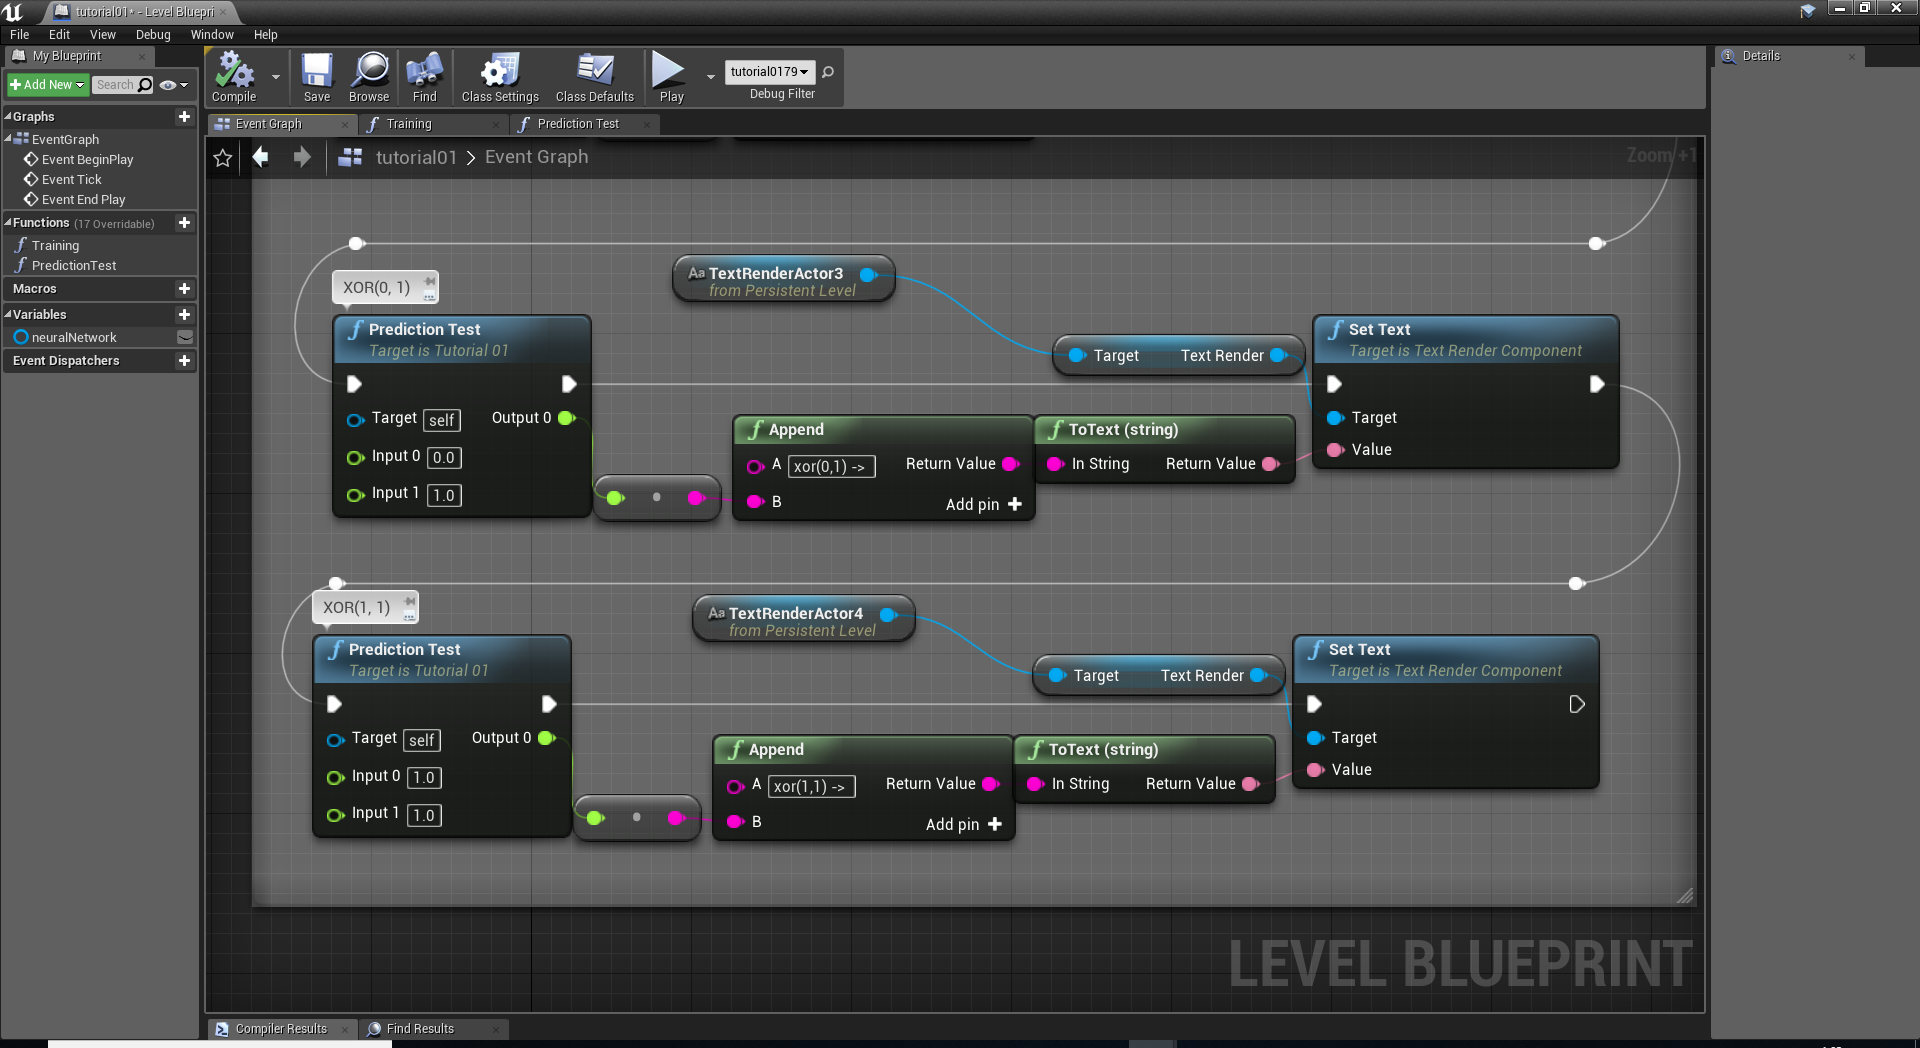 tutorial01* - Level Bluepri
File Edit View Debug Window Help
My Blueprint
Add New
Search
Graphs
EventGraph
Event BeginPlay
Event Tick
Event End Play
Functions (17 Overridable)
Training
PredictionTest
Macros
Variables
neuralNetwork
Event Dispatchers
Compile
Save
Browse
Find
Class Settings
Class Defaults
Play
tutorial0179
Debug Filter
Event Graph
Training
Prediction Test
tutorial01 > Event Graph
Zoom +1
XOR(0, 1)
Prediction Test
Target is Tutorial 01
Target self
Output 0
Input 0 0.0
Input 1 1.0
Aa TextRenderActor3
from Persistent Level
Target Text Render
Set Text
Target is Text Render Component
Target
Value
Append
A xor(0,1) ->
Return Value
B
Add pin
ToText (string)
In String Return Value
XOR(1, 1)
Prediction Test
Target is Tutorial 01
Target self
Output 0
Input 0 1.0
Input 1 1.0
Aa TextRenderActor4
from Persistent Level
Target Text Render
Set Text
Target is Text Render Component
Target
Value
Append
A xor(1,1) ->
Return Value
B
Add pin
ToText (string)
In String Return Value
LEVEL BLUEPRINT
Compiler Results
Find Results
Details